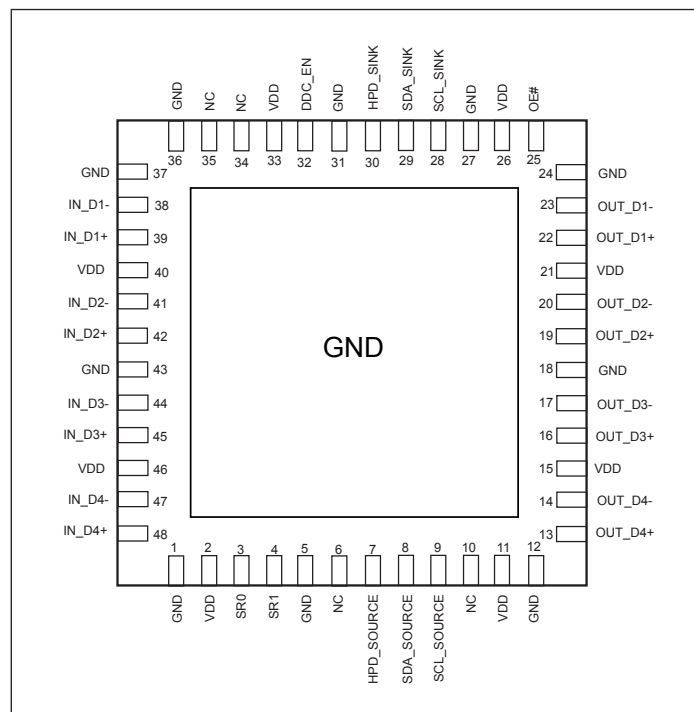 GND
NC
NC
VDD
DDC_EN
GND
HPD_SINK
SDA_SINK
SCL_SINK
GND
VDD
OE#
36 35 34 33 32 31 30 29 28 27 26 25
GND 37 24 GND
IN_D1- 38 23 OUT_D1-
IN_D1+ 39 22 OUT_D1+
VDD 40 21 VDD
IN_D2- 41 20 OUT_D2-
IN_D2+ 42 19 OUT_D2+
GND
GND 43 18 GND
IN_D3- 44 17 OUT_D3-
IN_D3+ 45 16 OUT_D3+
VDD 46 15 VDD
IN_D4- 47 14 OUT_D4-
IN_D4+ 48 13 OUT_D4+
1 2 3 4 5 6 7 8 9 10 11 12
GND
VDD
SR0
SR1
GND
NC
HPD_SOURCE
SDA_SOURCE
SCL_SOURCE
NC
VDD
GND